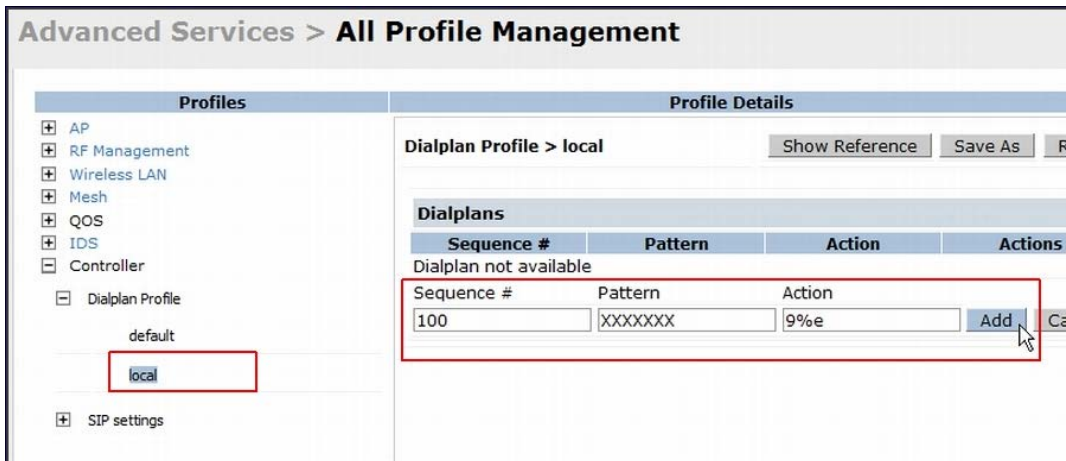 Advanced Services > All Profile Management
Profiles
AP
RF Management
Wireless LAN
Mesh
QOS
IDS
Controller
Dialplan Profile
default
local
SIP settings
Profile Details
Dialplan Profile > local Show Reference Save As R
Dialplans
Sequence # Pattern Action Actions
Dialplan not available
Sequence # Pattern Action
100 XXXXXXX 9%e Add Ca